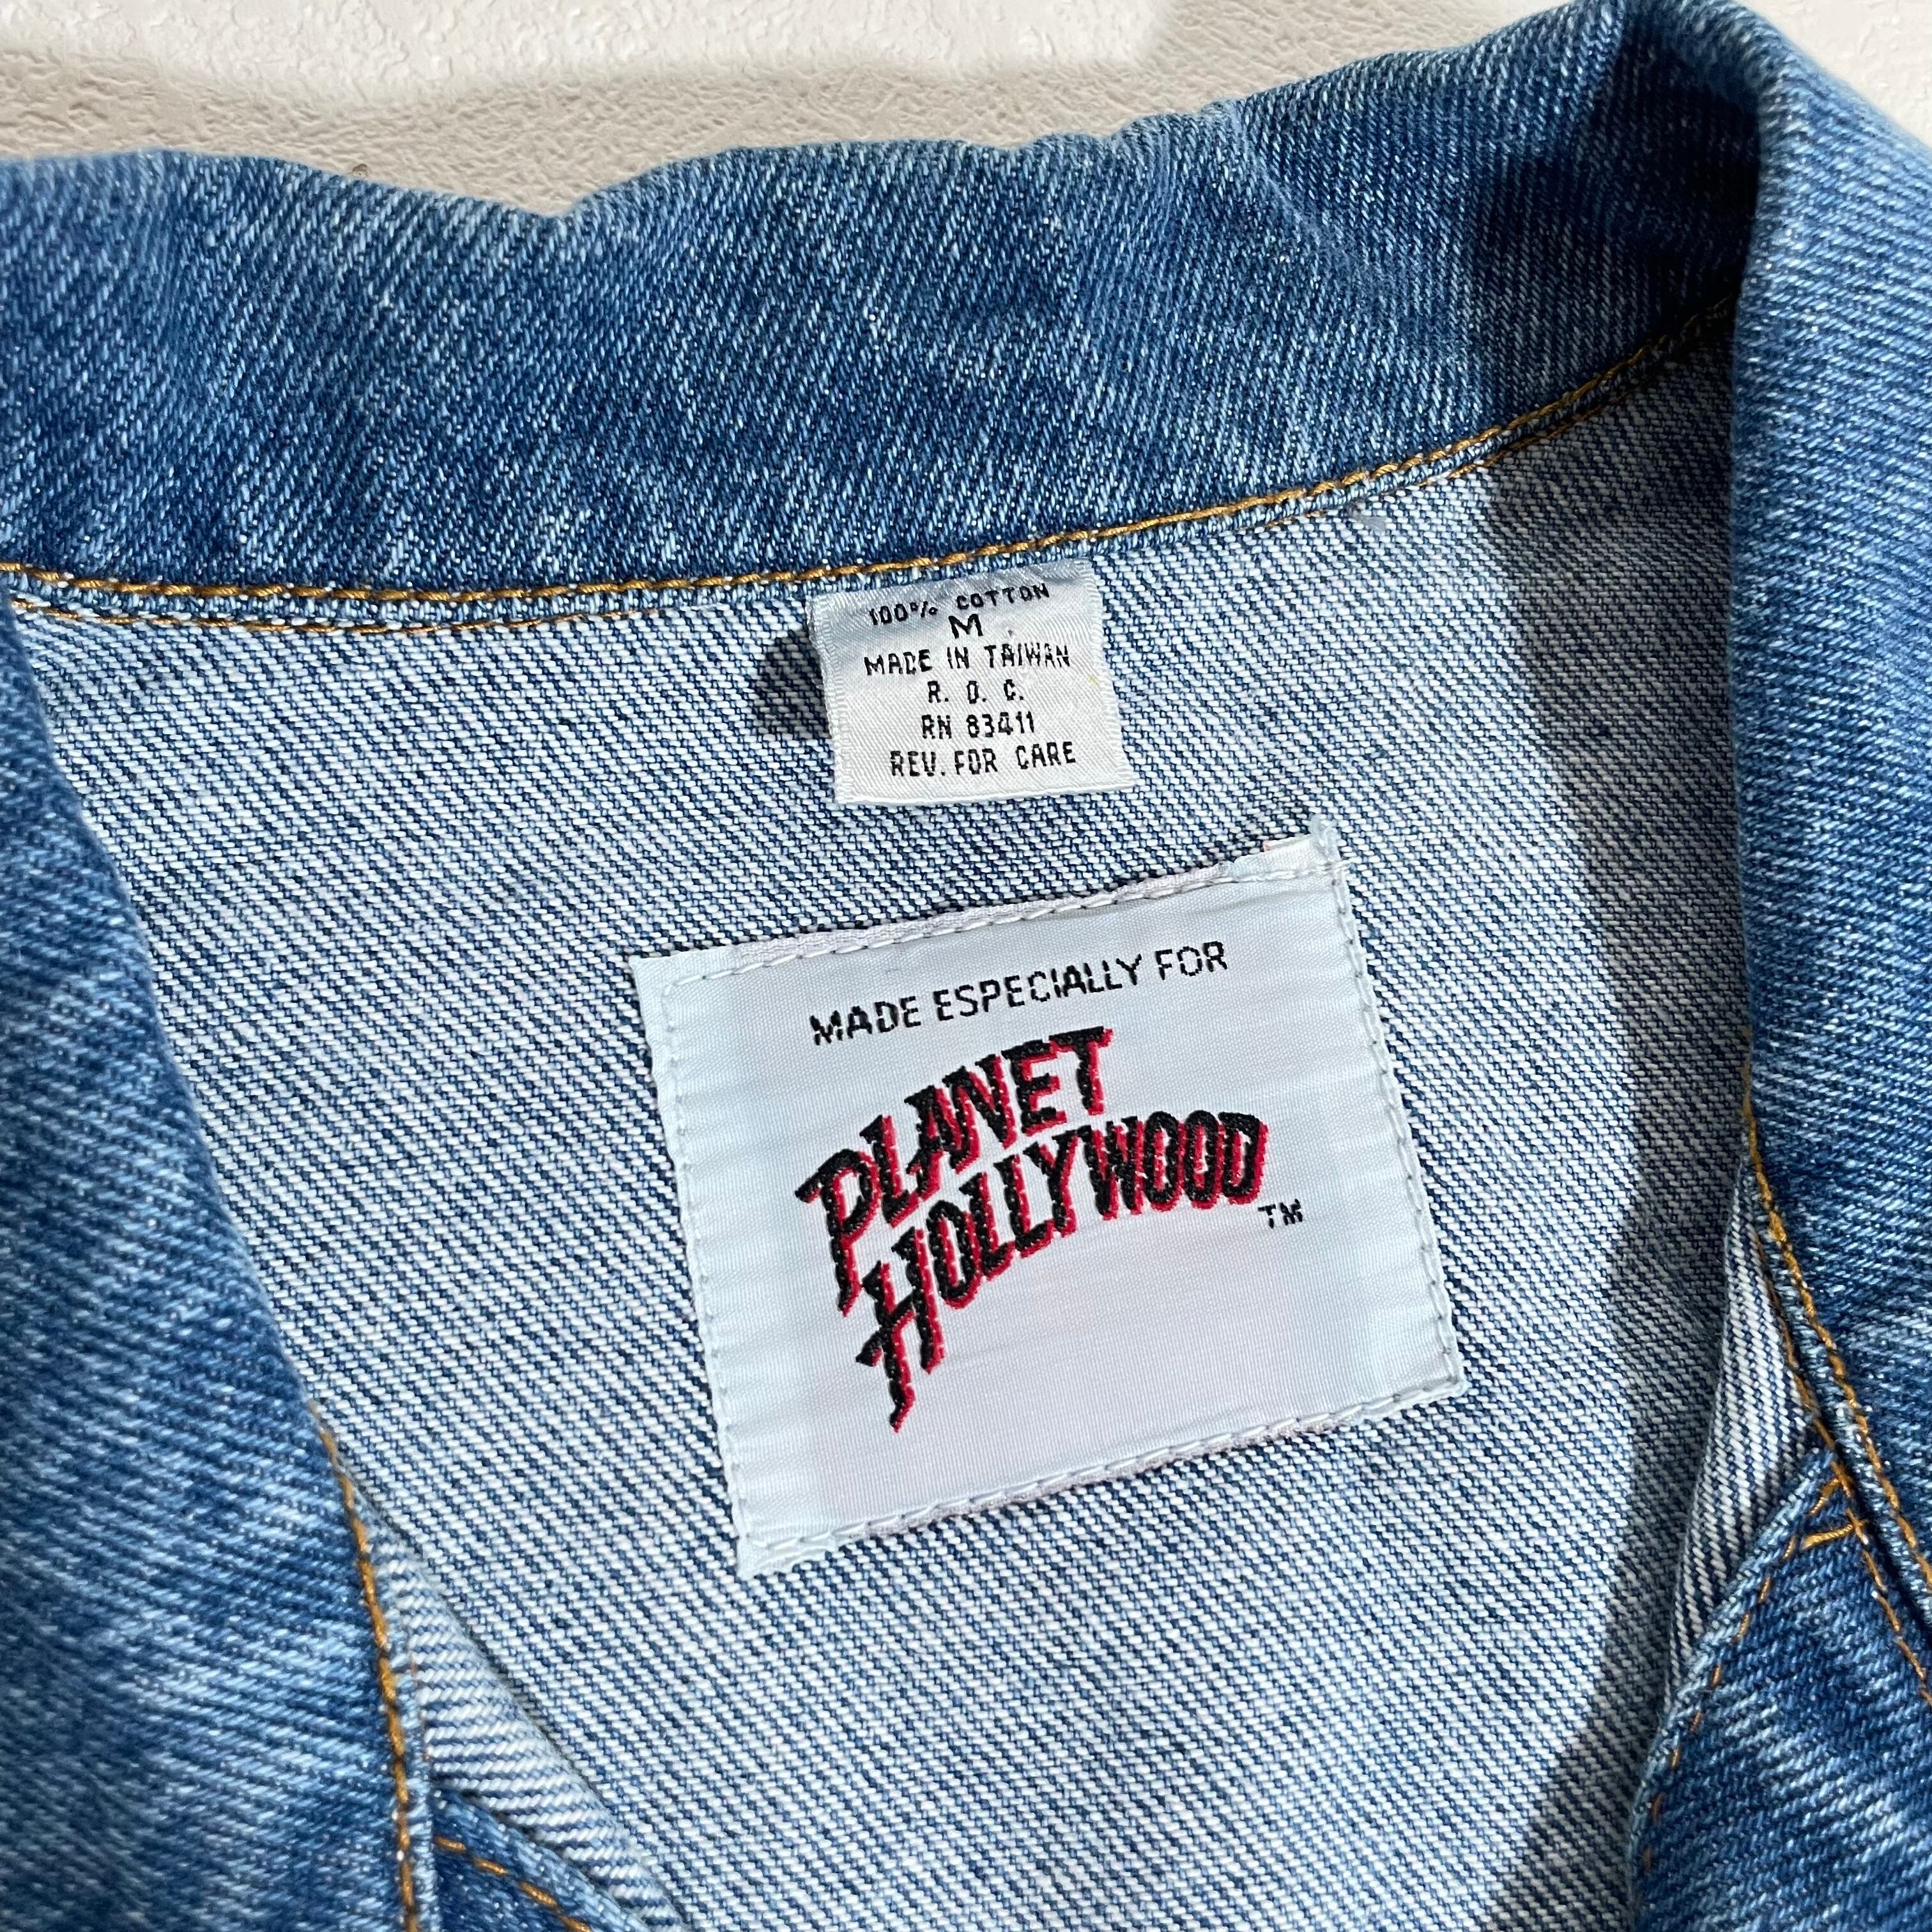 100% COTTON
M
MADE IN TAIWAN
R. O. C.
RN 83411
REV. FOR CARE
MADE ESPECIALLY FOR
PLANET
HOLLYWOOD
TM